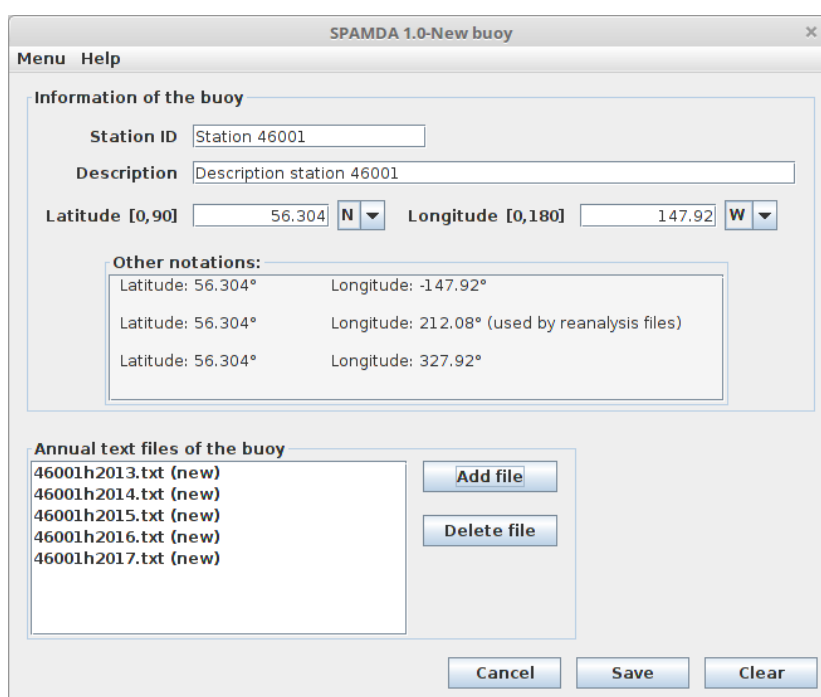 SPAMDA 1.0-New buoy
Menu Help
Information of the buoy
Station ID Station 46001
Description Description station 46001
Latitude [0,90] 56.304 N Longitude [0,180] 147.92 W
Other notations:
Latitude: 56.304° Longitude: -147.92°
Latitude: 56.304° Longitude: 212.08° (used by reanalysis files)
Latitude: 56.304° Longitude: 327.92°
Annual text files of the buoy
46001h2013.txt (new)
46001h2014.txt (new)
46001h2015.txt (new)
46001h2016.txt (new)
46001h2017.txt (new)
Add file
Delete file
Cancel Save Clear